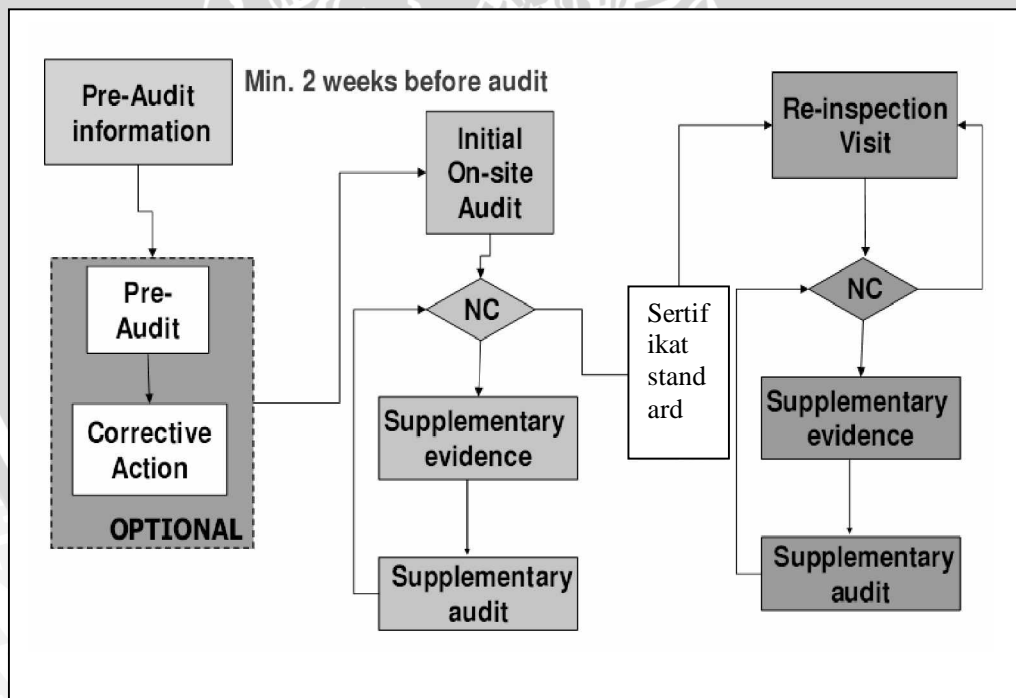 Pre-Audit
information
Min. 2 weeks before audit
Pre-
Audit
Corrective
Action
OPTIONAL
Initial
On-site
Audit
NC
Supplementary
evidence
Supplementary
audit
Sertif
ikat
stand
ard
Re-inspection
Visit
NC
Supplementary
evidence
Supplementary
audit